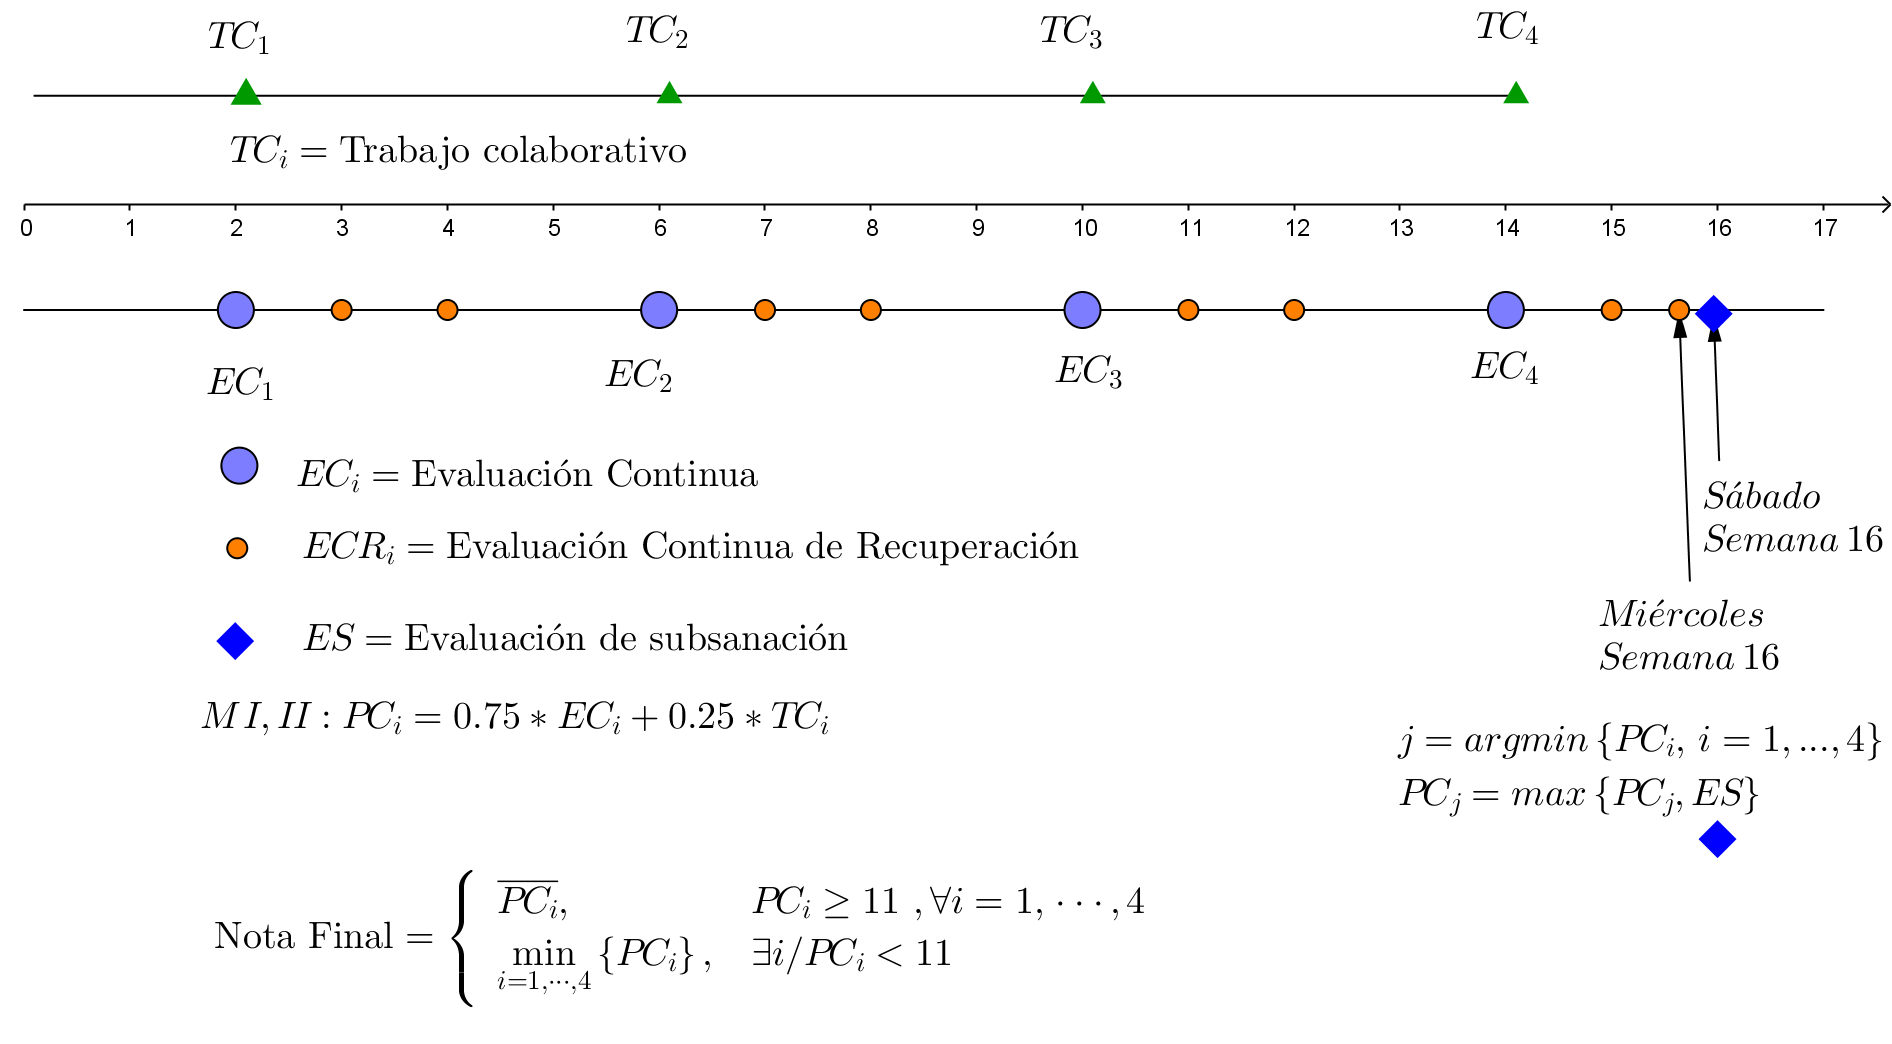 TC₁ TC₂ TC₃ TC₄
TCᵢ = Trabajo colaborativo
0 1 2 3 4 5 6 7 8 9 10 11 12 13 14 15 16 17
EC₁ EC₂ EC₃ EC₄
ECᵢ = Evaluación Continua
Sábado
Semana 16
ECRᵢ = Evaluación Continua de Recuperación
Miércoles
Semana 16
ES = Evaluación de subsanación
M I, II : PCᵢ = 0.75 ∗ ECᵢ + 0.25 ∗ TCᵢ
j = argmin {PCᵢ, i = 1, ..., 4}
PCⱼ = max {PCⱼ, ES}
Nota Final = { P̅C̅ᵢ, PCᵢ ≥ 11 , ∀i = 1, ⋯ , 4
min {PCᵢ} , ∃i/PCᵢ < 11
i=1,⋯,4